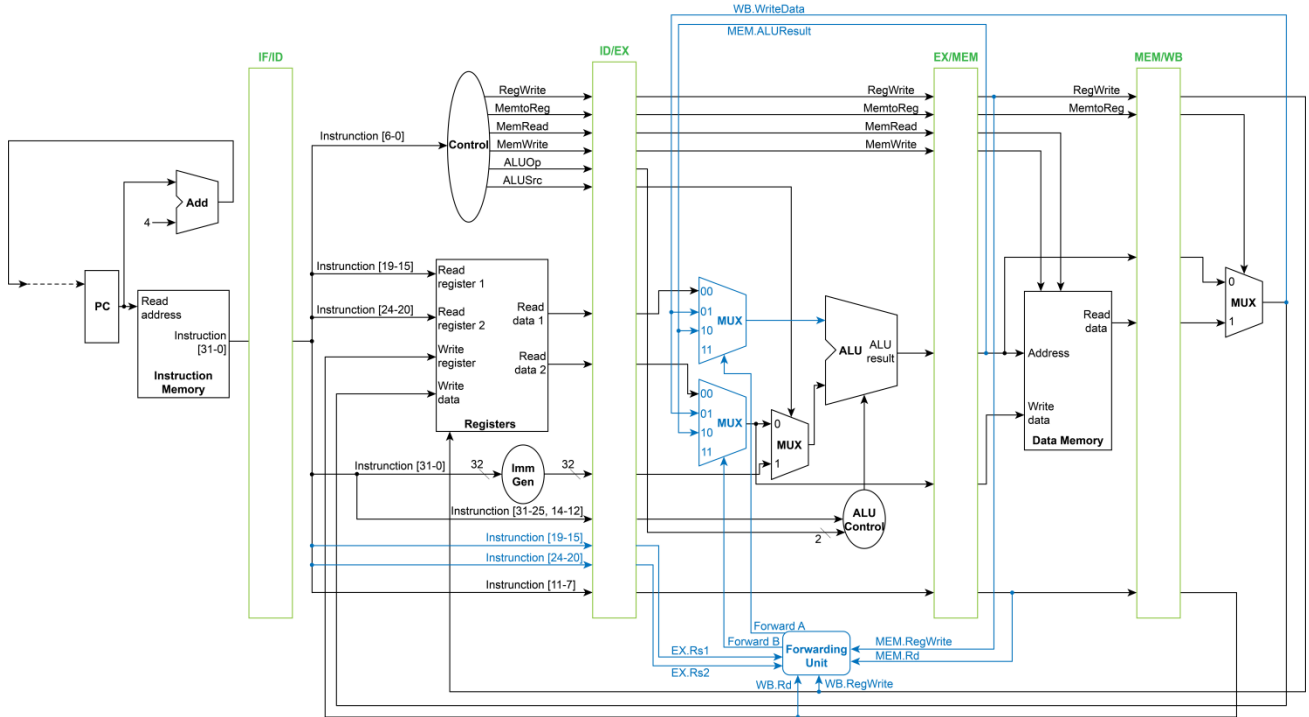 WB.WriteData
MEM.ALUResult
IF/ID
ID/EX
EX/MEM
MEM/WB
RegWrite
MemtoReg
MemRead
MemWrite
ALUOp
ALUSrc
Control
Instrunction [6-0]
RegWrite
MemtoReg
MemRead
MemWrite
RegWrite
MemtoReg
Add
4
PC
Read
address
Instruction
[31-0]
Instruction
Memory
Instrunction [19-15]
Instrunction [24-20]
Read
register 1
Read
register 2
Write
register
Write
data
Read
data 1
Read
data 2
Registers
00
01
10
11
MUX
00
01
10
11
MUX
0
1
MUX
ALU
ALU
result
Address
Write
data
Read
data
Data Memory
0
1
MUX
Instrunction [31-0]
32
Imm
Gen
32
Instrunction [31-25, 14-12]
2
ALU
Control
Instrunction [19-15]
Instrunction [24-20]
Instrunction [11-7]
Forward A
Forward B
EX.Rs1
EX.Rs2
Forwarding
Unit
MEM.RegWrite
MEM.Rd
WB.Rd
WB.RegWrite